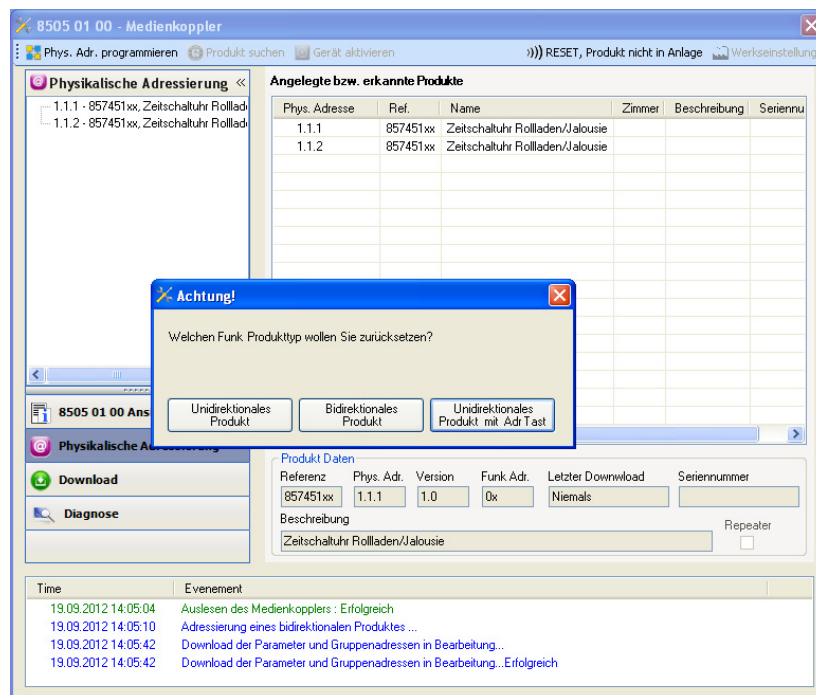 8505 01 00 - Medienkoppler
Phys. Adr. programmieren Produkt suchen Gerät aktivieren ))) RESET, Produkt nicht in Anlage Werkseinstellung
Physikalische Adressierung «
1.1.1 - 857451xx, Zeitschaltuhr Rolllad
1.1.2 - 857451xx, Zeitschaltuhr Rolllad
Angelegte bzw. erkannte Produkte
Phys. Adresse Ref. Name Zimmer Beschreibung Seriennu
1.1.1 857451xx Zeitschaltuhr Rollladen/Jalousie
1.1.2 857451xx Zeitschaltuhr Rollladen/Jalousie
Achtung!
Welchen Funk Produkttyp wollen Sie zurücksetzen?
Unidirektionales
Produkt
Bidirektionales
Produkt
Unidirektionales
Produkt mit AdrTast
8505 01 00 Ans
Physikalische Adressierung
Download
Diagnose
Produkt Daten
Referenz Phys. Adr. Version Funk Adr. Letzter Downwload Seriennummer
857451xx 1.1.1 1.0 0x Niemals
Beschreibung
Repeater
Zeitschaltuhr Rollladen/Jalousie
Time Evenement
19.09.2012 14:05:04 Auslesen des Medienkopplers : Erfolgreich
19.09.2012 14:05:10 Adressierung eines bidirektionalen Produktes ...
19.09.2012 14:05:42 Download der Parameter und Gruppenadressen in Bearbeitung...
19.09.2012 14:05:42 Download der Parameter und Gruppenadressen in Bearbeitung...Erfolgreich